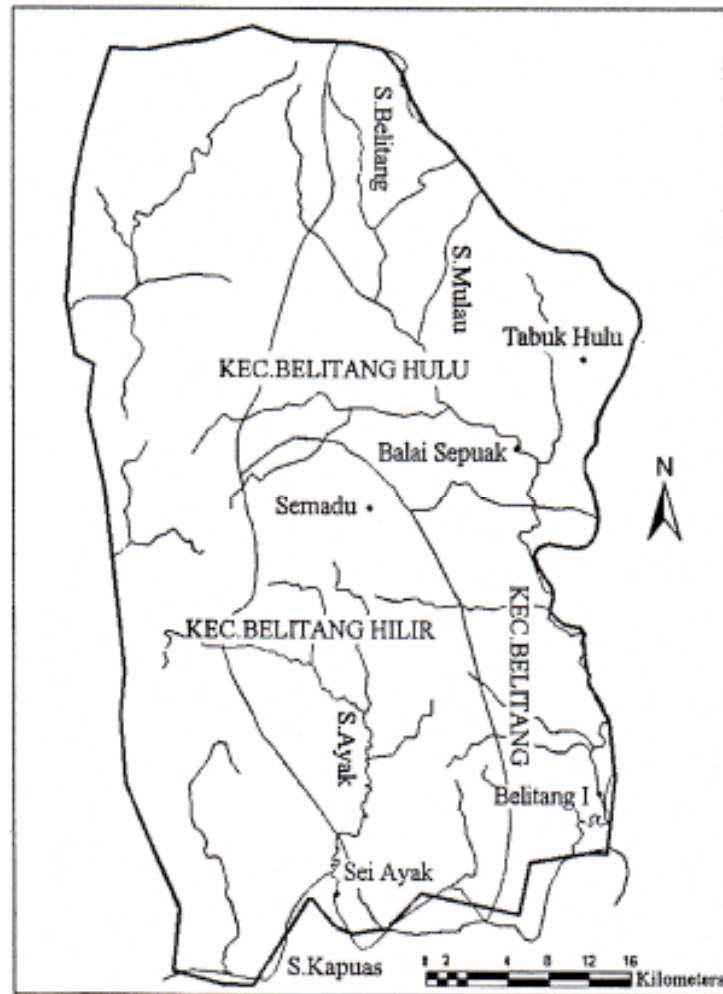 S.Belitang
S.Mulau
Tabuk Hulu
KEC.BELITANG HULU
Balai Sepuak
N
Semadu
KEC.BELITANG
KEC.BELITANG HILIR
S.Ayak
Belitang I
Sei Ayak
S.Kapuas
0 2 4 8 12 16
Kilometers